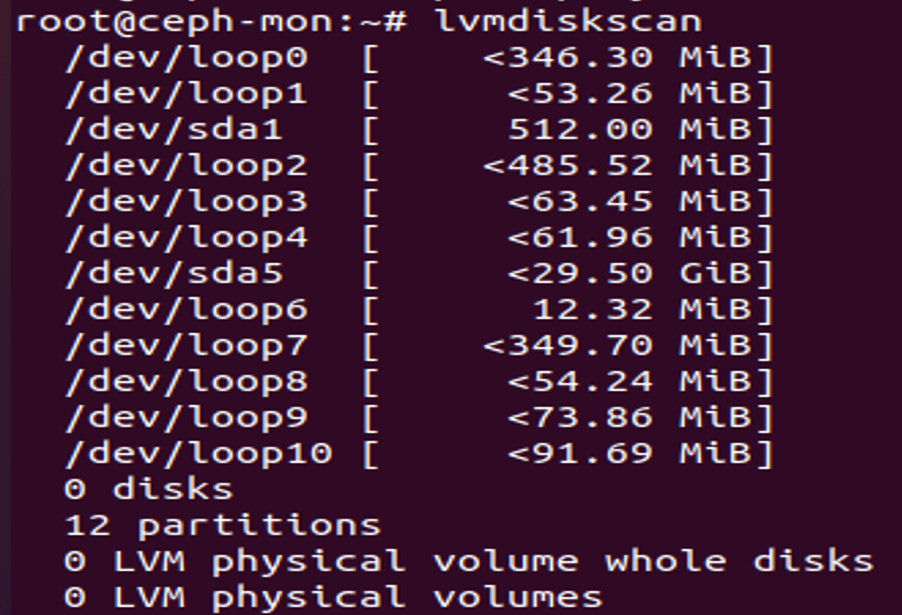 root@ceph-mon:~# lvmdiskscan
/dev/loop0 [ <346.30 MiB]
/dev/loop1 [ <53.26 MiB]
/dev/sda1 [ 512.00 MiB]
/dev/loop2 [ <485.52 MiB]
/dev/loop3 [ <63.45 MiB]
/dev/loop4 [ <61.96 MiB]
/dev/sda5 [ <29.50 GiB]
/dev/loop6 [ 12.32 MiB]
/dev/loop7 [ <349.70 MiB]
/dev/loop8 [ <54.24 MiB]
/dev/loop9 [ <73.86 MiB]
/dev/loop10 [ <91.69 MiB]
0 disks
12 partitions
0 LVM physical volume whole disks
0 LVM physical volumes